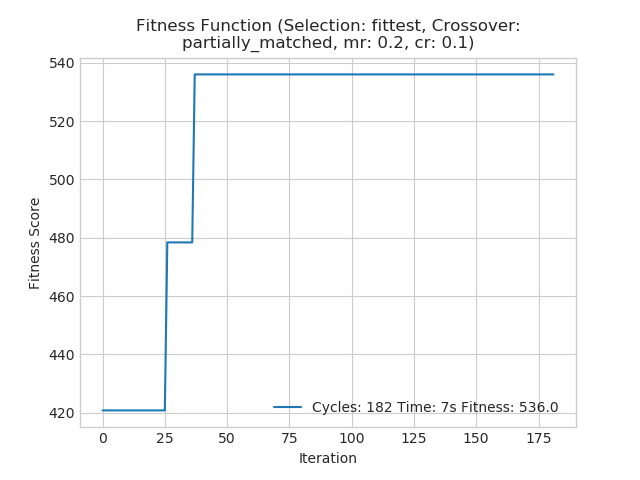 Fitness Function (Selection: fittest, Crossover:
partially_matched, mr: 0.2, cr: 0.1)
540
520
500
480
460
440
420
Fitness Score
Cycles: 182 Time: 7s Fitness: 536.0
0 25 50 75 100 125 150 175
Iteration